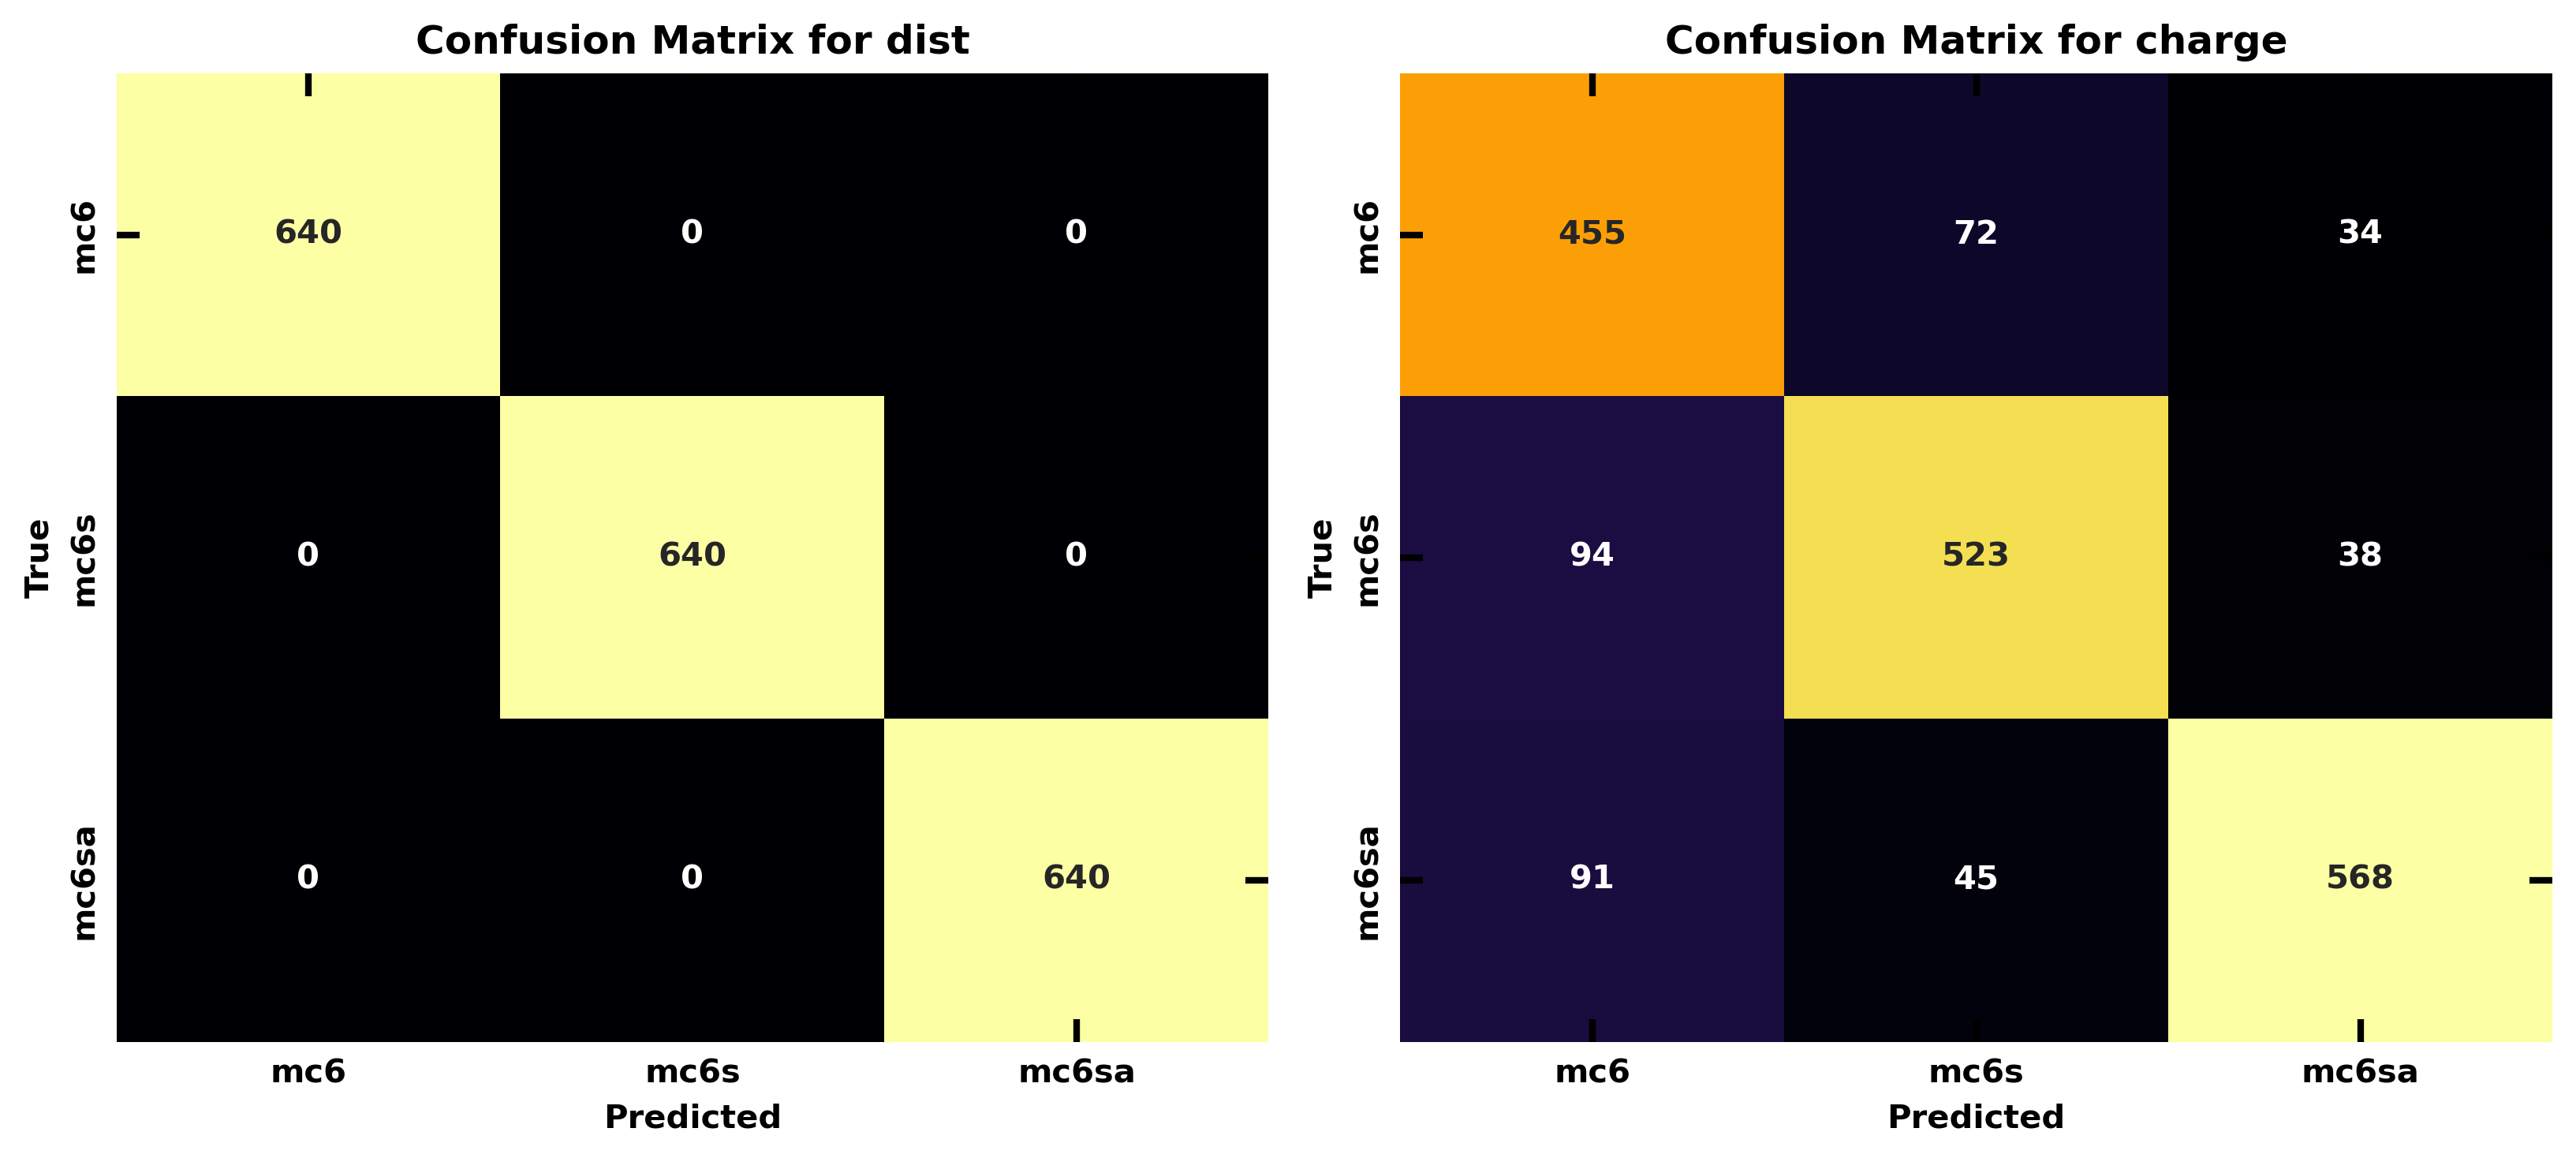 Confusion Matrix for dist
True
mc6
mc6s
mc6sa
640 0 0
0 640 0
0 0 640
mc6 mc6s mc6sa
Predicted
Confusion Matrix for charge
True
mc6
mc6s
mc6sa
455 72 34
94 523 38
91 45 568
mc6 mc6s mc6sa
Predicted